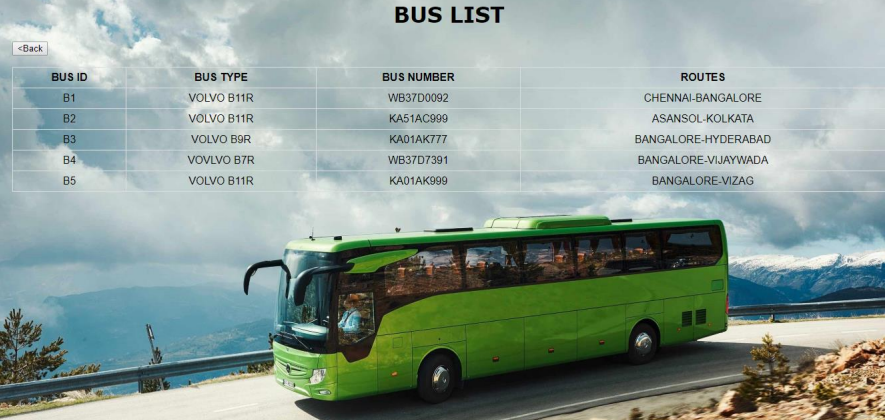 BUS LIST
<Back
BUS ID BUS TYPE BUS NUMBER ROUTES
B1 VOLVO B11R WB37D0092 CHENNAI-BANGALORE
B2 VOLVO B11R KA51AC999 ASANSOL-KOLKATA
B3 VOLVO B9R KA01AK777 BANGALORE-HYDERABAD
B4 VOVLVO B7R WB37D7391 BANGALORE-VIJAYWADA
B5 VOLVO B11R KA01AK999 BANGALORE-VIZAG